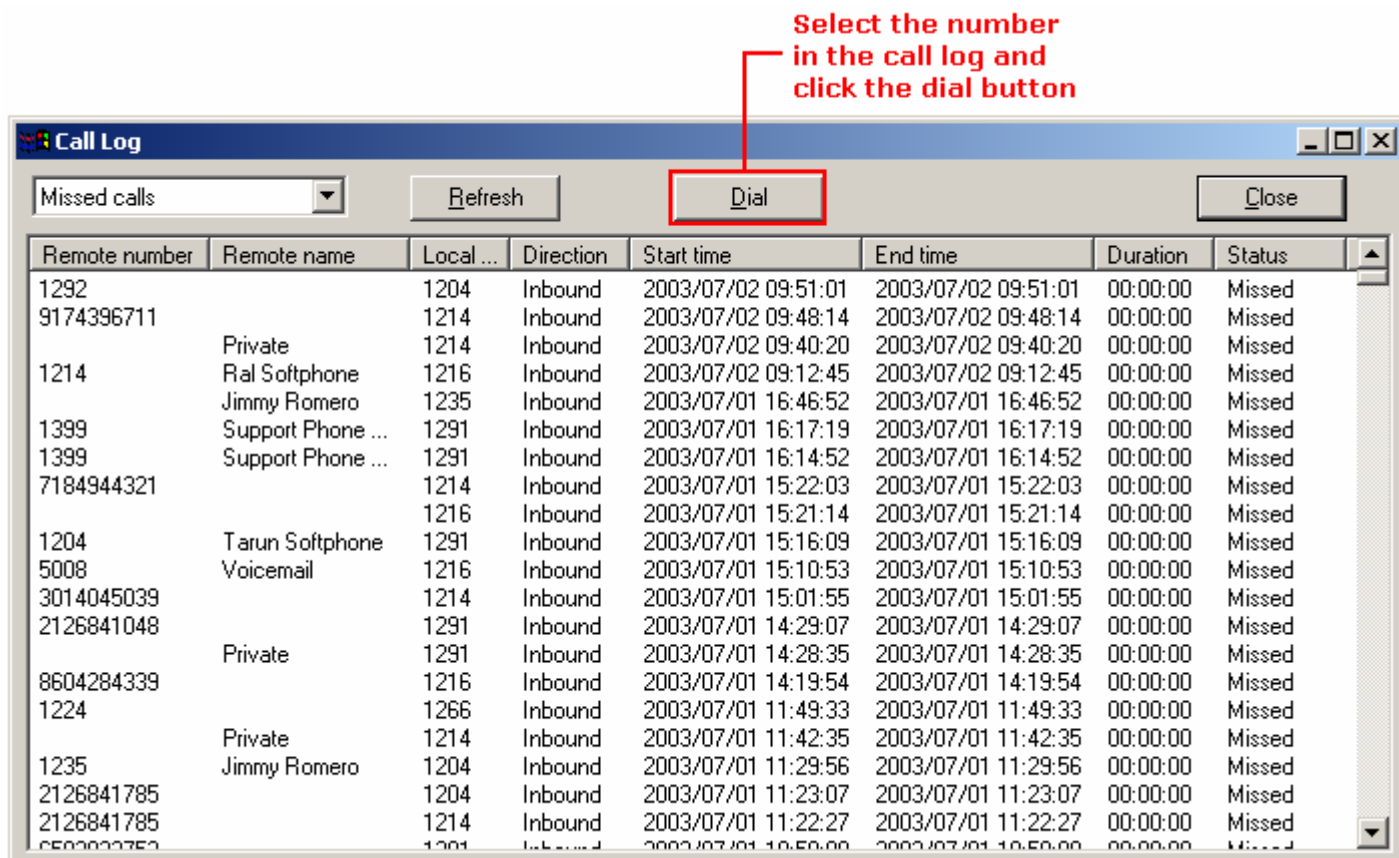 Select the number
in the call log and
click the dial button
Call Log
Missed calls Refresh Dial Close
Remote number Remote name Local ... Direction Start time End time Duration Status
1292 1204 Inbound 2003/07/02 09:51:01 2003/07/02 09:51:01 00:00:00 Missed
9174396711 1214 Inbound 2003/07/02 09:48:14 2003/07/02 09:48:14 00:00:00 Missed
Private 1214 Inbound 2003/07/02 09:40:20 2003/07/02 09:40:20 00:00:00 Missed
1214 Ral Softphone 1216 Inbound 2003/07/02 09:12:45 2003/07/02 09:12:45 00:00:00 Missed
Jimmy Romero 1235 Inbound 2003/07/01 16:46:52 2003/07/01 16:46:52 00:00:00 Missed
1399 Support Phone ... 1291 Inbound 2003/07/01 16:17:19 2003/07/01 16:17:19 00:00:00 Missed
1399 Support Phone ... 1291 Inbound 2003/07/01 16:14:52 2003/07/01 16:14:52 00:00:00 Missed
7184944321 1214 Inbound 2003/07/01 15:22:03 2003/07/01 15:22:03 00:00:00 Missed
1216 Inbound 2003/07/01 15:21:14 2003/07/01 15:21:14 00:00:00 Missed
1204 Tarun Softphone 1291 Inbound 2003/07/01 15:16:09 2003/07/01 15:16:09 00:00:00 Missed
5008 Voicemail 1216 Inbound 2003/07/01 15:10:53 2003/07/01 15:10:53 00:00:00 Missed
3014045039 1214 Inbound 2003/07/01 15:01:55 2003/07/01 15:01:55 00:00:00 Missed
2126841048 1291 Inbound 2003/07/01 14:29:07 2003/07/01 14:29:07 00:00:00 Missed
Private 1291 Inbound 2003/07/01 14:28:35 2003/07/01 14:28:35 00:00:00 Missed
8604284339 1216 Inbound 2003/07/01 14:19:54 2003/07/01 14:19:54 00:00:00 Missed
1224 1266 Inbound 2003/07/01 11:49:33 2003/07/01 11:49:33 00:00:00 Missed
Private 1214 Inbound 2003/07/01 11:42:35 2003/07/01 11:42:35 00:00:00 Missed
1235 Jimmy Romero 1204 Inbound 2003/07/01 11:29:56 2003/07/01 11:29:56 00:00:00 Missed
2126841785 1204 Inbound 2003/07/01 11:23:07 2003/07/01 11:23:07 00:00:00 Missed
2126841785 1214 Inbound 2003/07/01 11:22:27 2003/07/01 11:22:27 00:00:00 Missed